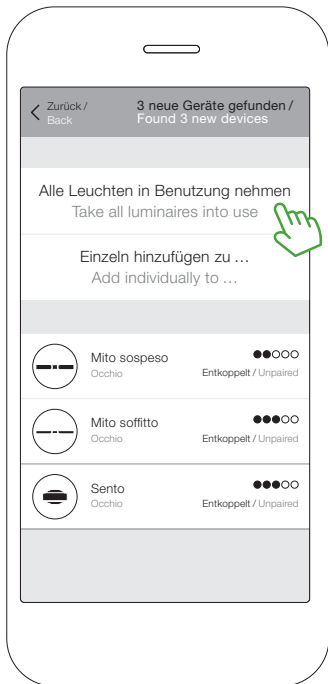 Zurück /
Back
3 neue Geräte gefunden /
Found 3 new devices
Alle Leuchten in Benutzung nehmen
Take all luminaires into use
Einzeln hinzufügen zu …
Add individually to …
Mito sospeso
Occhio
Entkoppelt / Unpaired
Mito soffitto
Occhio
Entkoppelt / Unpaired
Sento
Occhio
Entkoppelt / Unpaired